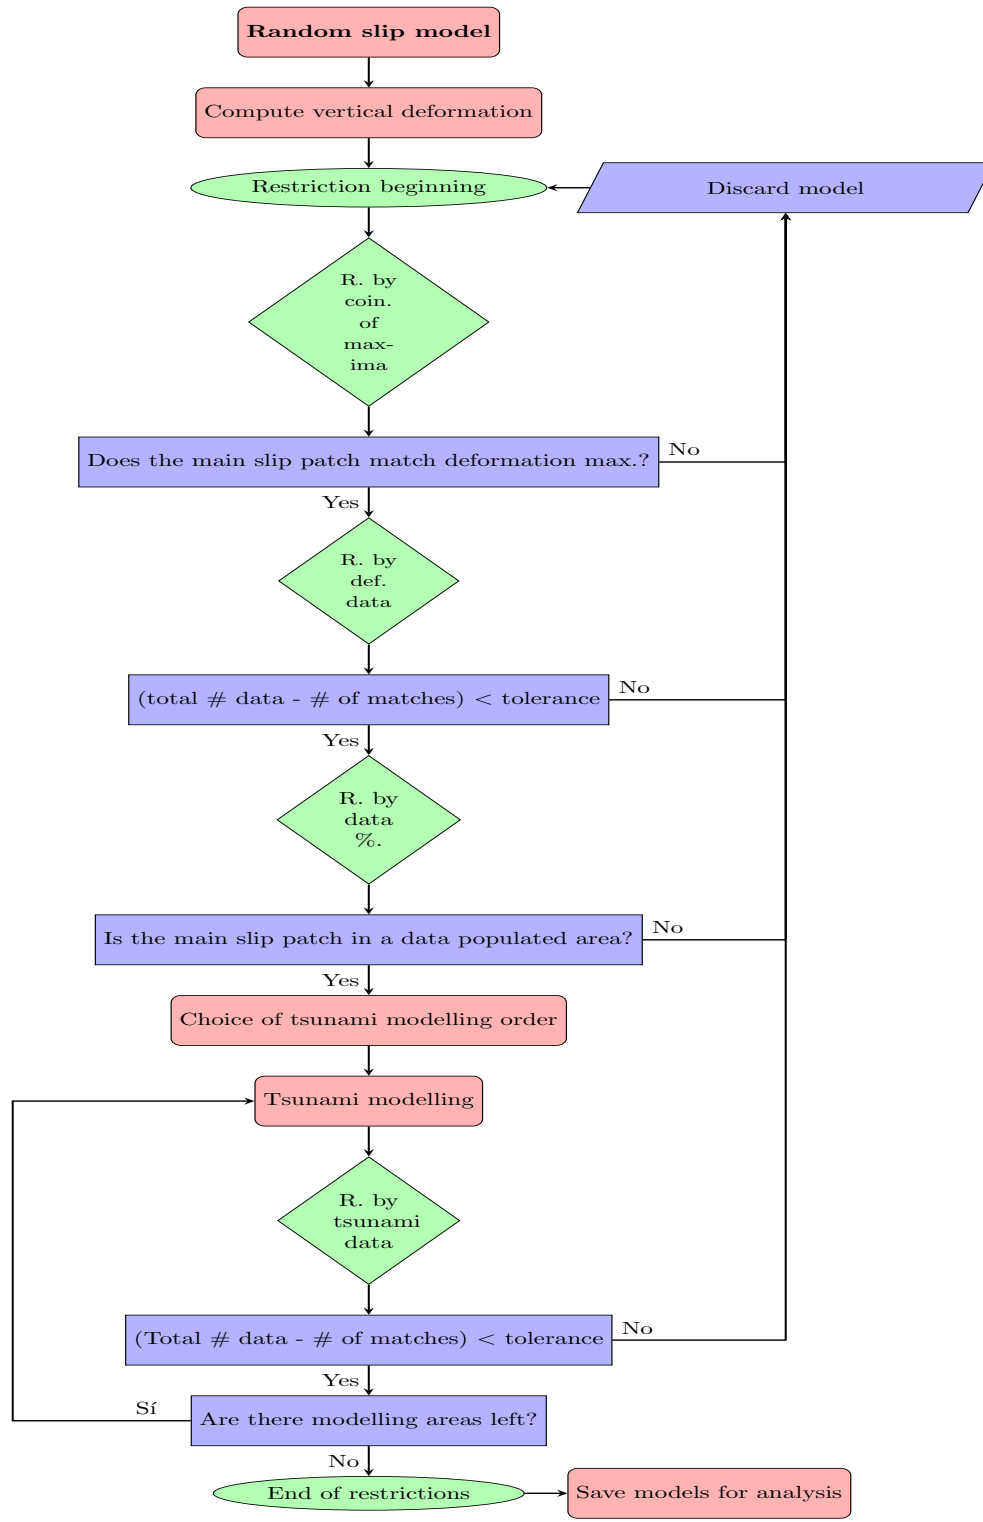 Random slip model
Compute vertical deformation
Restriction beginning
Discard model
R. by
coin.
of
max-
ima
Does the main slip patch match deformation max.?
No
Yes
R. by
def.
data
(total # data - # of matches) < tolerance
No
Yes
R. by
data
%.
Is the main slip patch in a data populated area?
No
Yes
Choice of tsunami modelling order
Tsunami modelling
R. by
tsunami
data
(Total # data - # of matches) < tolerance
No
Yes
Sí
Are there modelling areas left?
No
End of restrictions
Save models for analysis